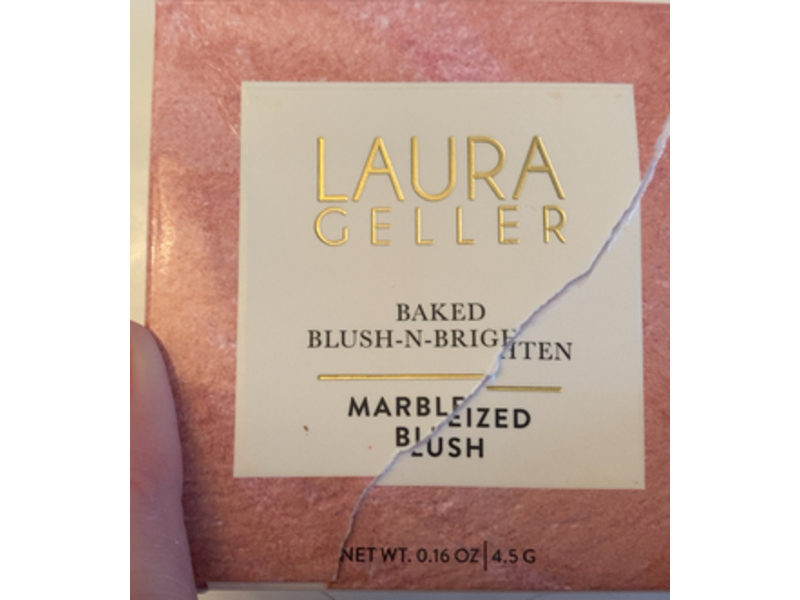 LAURA
GELLER
BAKED
BLUSH-N-BRIGHTEN
MARBLEIZED
BLUSH
NET WT. 0.16 OZ | 4.5 G